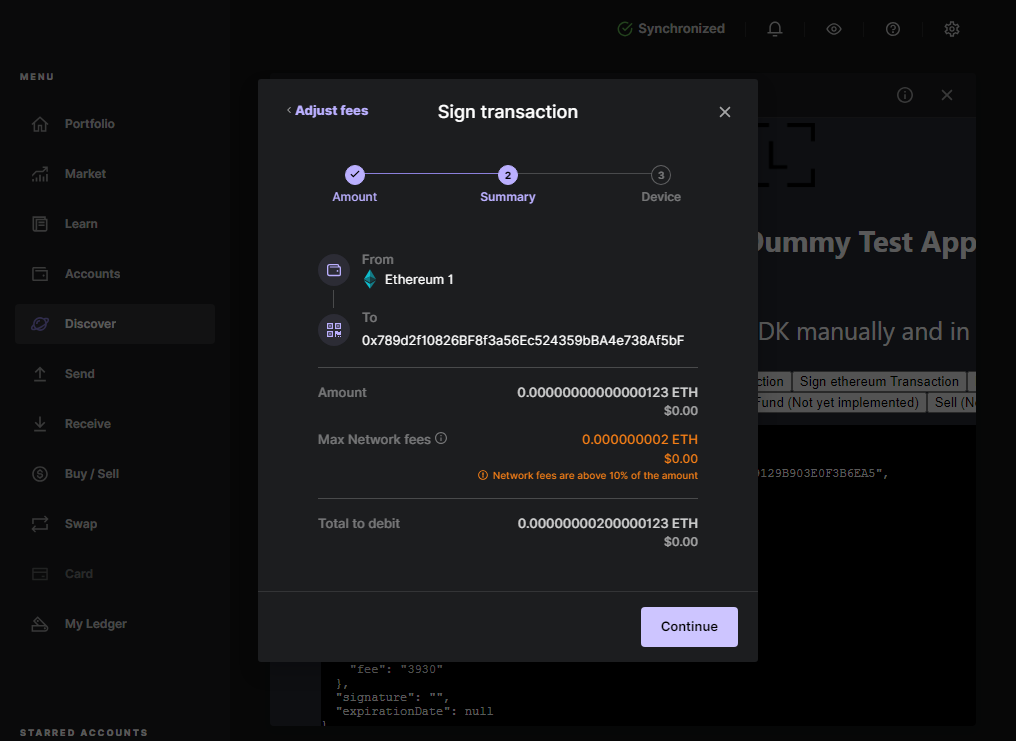 Synchronized
MENU
Portfolio
Market
Learn
Accounts
Discover
Send
Receive
Buy / Sell
Swap
Card
My Ledger
STARRED ACCOUNTS
Adjust fees
Sign transaction
2
3
Amount
Summary
Device
From
Ethereum 1
To
0x789d2f10826BF8f3a56Ec524359bBA4e738Af5bF
Amount
0.00000000000000123 ETH
$0.00
Max Network fees
0.000000002 ETH
$0.00
Network fees are above 10% of the amount
Total to debit
0.00000000200000123 ETH
$0.00
Continue
Dummy Test App
DK manually and in
ction
Sign ethereum Transaction
Fund (Not yet implemented)
Sell (N
129B903E0F3B6EA5",
"fee": "3930"
},
"signature": "",
"expirationDate": null